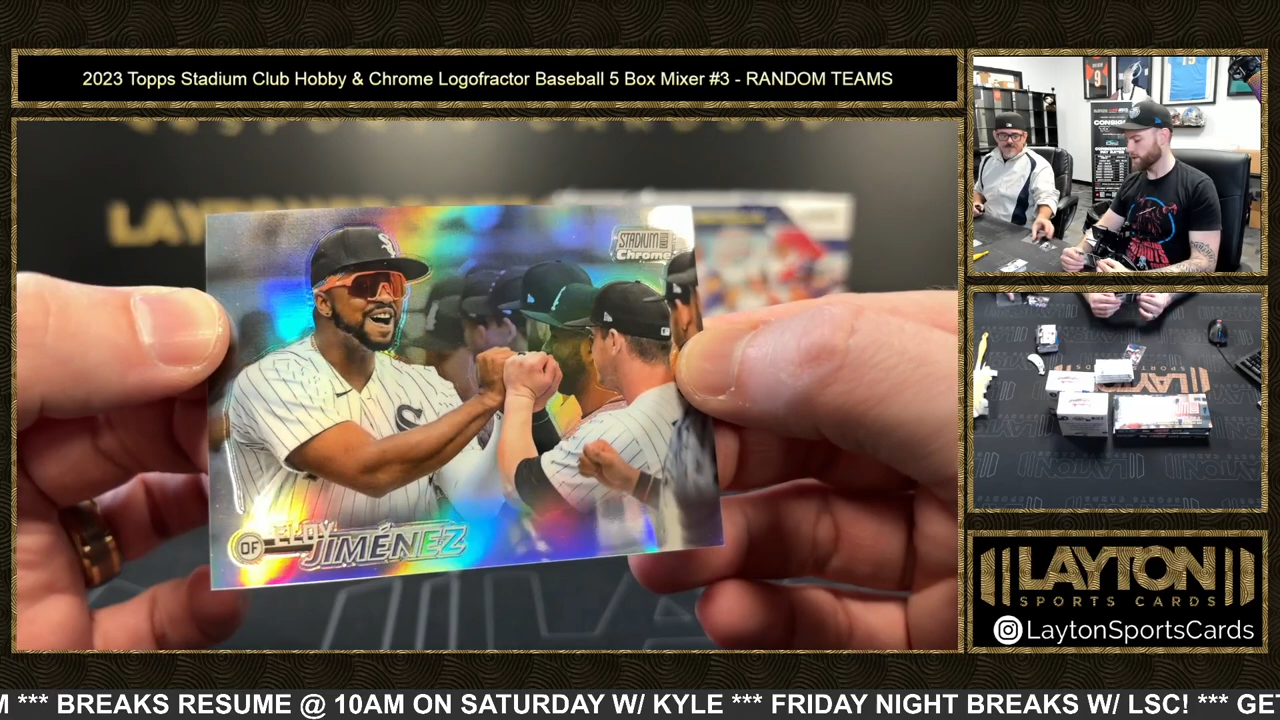 2023 Topps Stadium Club Hobby & Chrome Logofractor Baseball 5 Box Mixer #3 - RANDOM TEAMS
STADIUM CLUB
Chrome
OF
ELOY
JIMÉNEZ
LAYTON
SPORTS CARDS
LaytonSportsCards
M *** BREAKS RESUME @ 10AM ON SATURDAY W/ KYLE *** FRIDAY NIGHT BREAKS W/ LSC! *** GE